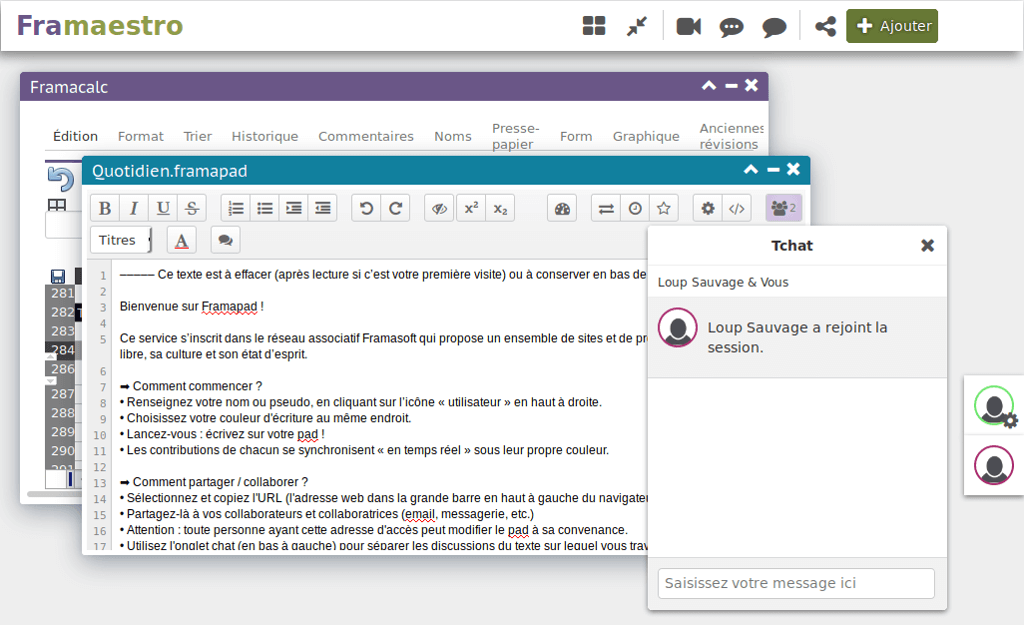 Framaestro
Ajouter
Framacalc
Édition Format Trier Historique Commentaires Noms Presse-papier Form Graphique Anciennes révisions
Quotidien.framapad
B I U S x² x₂ 2
Titres A
281
282
283
284
286
287
288
289
290
291
1 ––––– Ce texte est à effacer (après lecture si c’est votre première visite) ou à conserver en bas de
2
3 Bienvenue sur Framapad !
4
5 Ce service s’inscrit dans le réseau associatif Framasoft qui propose un ensemble de sites et de pr
libre, sa culture et son état d’esprit.
6
7 ➡ Comment commencer ?
8 • Renseignez votre nom ou pseudo, en cliquant sur l’icône « utilisateur » en haut à droite.
9 • Choisissez votre couleur d'écriture au même endroit.
10 • Lancez-vous : écrivez sur votre pad !
11 • Les contributions de chacun se synchronisent « en temps réel » sous leur propre couleur.
12
13 ➡ Comment partager / collaborer ?
14 • Sélectionnez et copiez l'URL (l'adresse web dans la grande barre en haut à gauche du navigateu
15 • Partagez-là à vos collaborateurs et collaboratrices (email, messagerie, etc.)
16 • Attention : toute personne ayant cette adresse d'accès peut modifier le pad à sa convenance.
17 • Utilisez l'onglet chat (en bas à gauche) pour séparer les discussions du texte sur lequel vous trav
Tchat
Loup Sauvage & Vous
Loup Sauvage a rejoint la
session.
Saisissez votre message ici